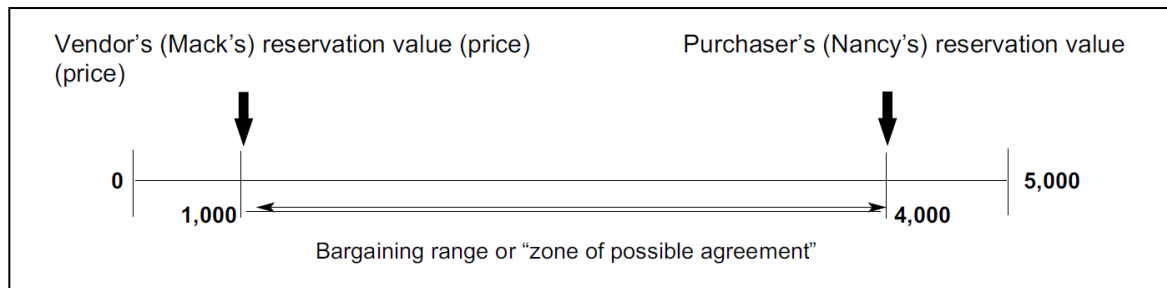 Vendor's (Mack's) reservation value (price)
(price)
Purchaser's (Nancy's) reservation value
0
5,000
1,000
4,000
Bargaining range or “zone of possible agreement”